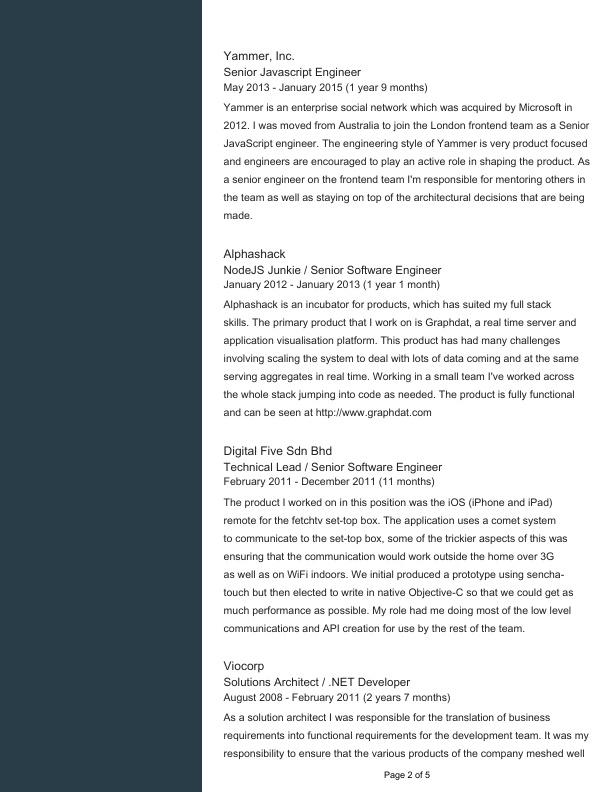 Yammer, Inc.
Senior Javascript Engineer
May 2013 - January 2015 (1 year 9 months)
Yammer is an enterprise social network which was acquired by Microsoft in
2012. I was moved from Australia to join the London frontend team as a Senior
JavaScript engineer. The engineering style of Yammer is very product focused
and engineers are encouraged to play an active role in shaping the product. As
a senior engineer on the frontend team I'm responsible for mentoring others in
the team as well as staying on top of the architectural decisions that are being
made.
Alphashack
NodeJS Junkie / Senior Software Engineer
January 2012 - January 2013 (1 year 1 month)
Alphashack is an incubator for products, which has suited my full stack
skills. The primary product that I work on is Graphdat, a real time server and
application visualisation platform. This product has had many challenges
involving scaling the system to deal with lots of data coming and at the same
serving aggregates in real time. Working in a small team I've worked across
the whole stack jumping into code as needed. The product is fully functional
and can be seen at http://www.graphdat.com
Digital Five Sdn Bhd
Technical Lead / Senior Software Engineer
February 2011 - December 2011 (11 months)
The product I worked on in this position was the iOS (iPhone and iPad)
remote for the fetchtv set-top box. The application uses a comet system
to communicate to the set-top box, some of the trickier aspects of this was
ensuring that the communication would work outside the home over 3G
as well as on WiFi indoors. We initial produced a prototype using sencha-
touch but then elected to write in native Objective-C so that we could get as
much performance as possible. My role had me doing most of the low level
communications and API creation for use by the rest of the team.
Viocorp
Solutions Architect / .NET Developer
August 2008 - February 2011 (2 years 7 months)
As a solution architect I was responsible for the translation of business
requirements into functional requirements for the development team. It was my
responsibility to ensure that the various products of the company meshed well
Page 2 of 5